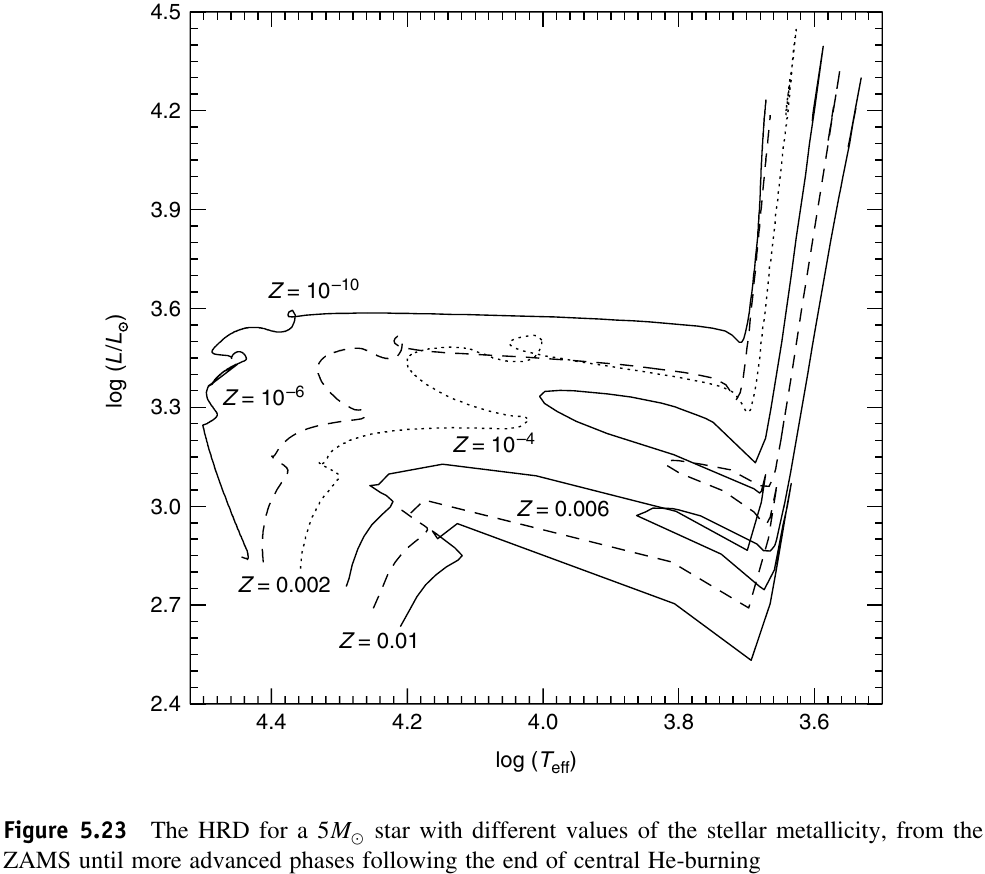 4.5
4.2
3.9
3.6
3.3
3.0
2.7
2.4
log (L/L⊙)
Z = 10⁻¹⁰
Z = 10⁻⁶
Z = 10⁻⁴
Z = 0.006
Z = 0.002
Z = 0.01
4.4 4.2 4.0 3.8 3.6
log (Teff)
Figure 5.23 The HRD for a 5M⊙ star with different values of the stellar metallicity, from the
ZAMS until more advanced phases following the end of central He-burning